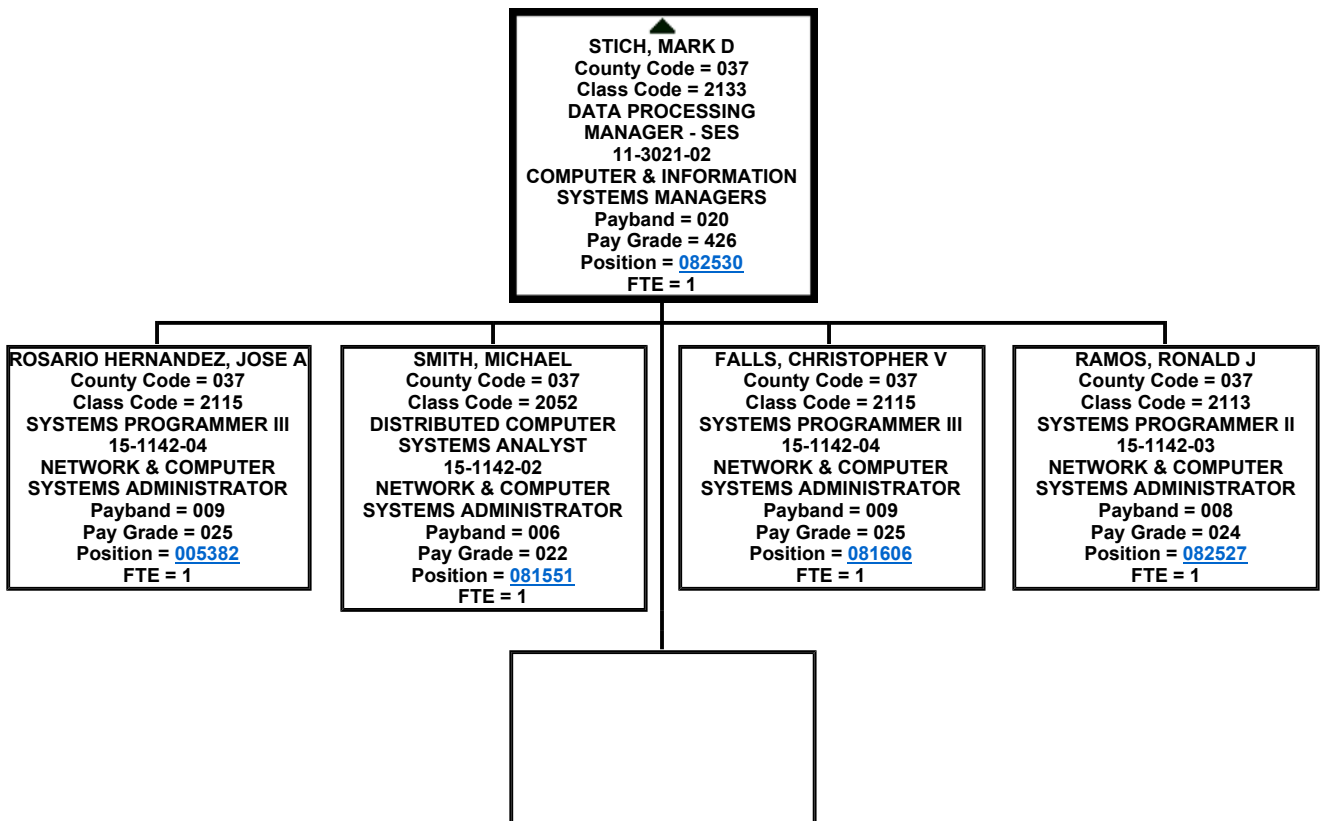 STICH, MARK D
County Code = 037
Class Code = 2133
DATA PROCESSING
MANAGER - SES
11-3021-02
COMPUTER & INFORMATION
SYSTEMS MANAGERS
Payband = 020
Pay Grade = 426
Position = 082530
FTE = 1
ROSARIO HERNANDEZ, JOSE A
County Code = 037
Class Code = 2115
SYSTEMS PROGRAMMER III
15-1142-04
NETWORK & COMPUTER
SYSTEMS ADMINISTRATOR
Payband = 009
Pay Grade = 025
Position = 005382
FTE = 1
SMITH, MICHAEL
County Code = 037
Class Code = 2052
DISTRIBUTED COMPUTER
SYSTEMS ANALYST
15-1142-02
NETWORK & COMPUTER
SYSTEMS ADMINISTRATOR
Payband = 006
Pay Grade = 022
Position = 081551
FTE = 1
FALLS, CHRISTOPHER V
County Code = 037
Class Code = 2115
SYSTEMS PROGRAMMER III
15-1142-04
NETWORK & COMPUTER
SYSTEMS ADMINISTRATOR
Payband = 009
Pay Grade = 025
Position = 081606
FTE = 1
RAMOS, RONALD J
County Code = 037
Class Code = 2113
SYSTEMS PROGRAMMER II
15-1142-03
NETWORK & COMPUTER
SYSTEMS ADMINISTRATOR
Payband = 008
Pay Grade = 024
Position = 082527
FTE = 1